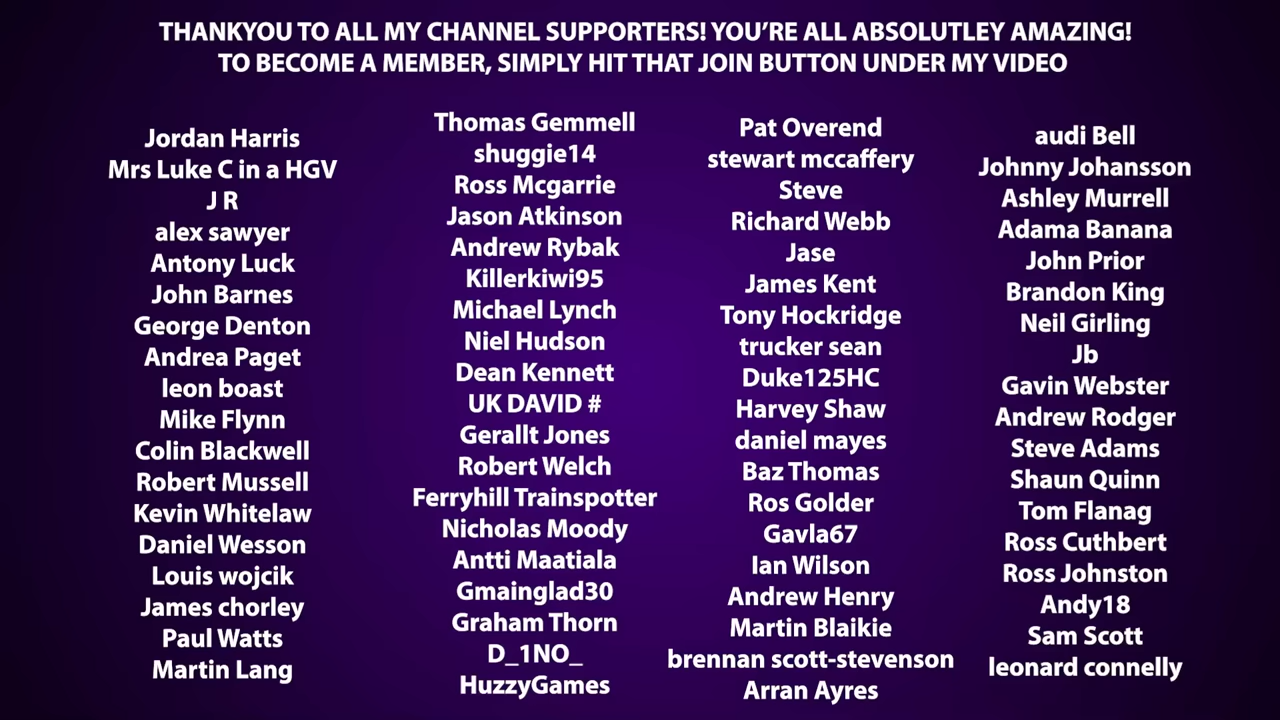 THANKYOU TO ALL MY CHANNEL SUPPORTERS! YOU'RE ALL ABSOLUTLEY AMAZING!
TO BECOME A MEMBER, SIMPLY HIT THAT JOIN BUTTON UNDER MY VIDEO
Jordan Harris
Mrs Luke C in a HGV
J R
alex sawyer
Antony Luck
John Barnes
George Denton
Andrea Paget
leon boast
Mike Flynn
Colin Blackwell
Robert Mussell
Kevin Whitelaw
Daniel Wesson
Louis wojcik
James chorley
Paul Watts
Martin Lang
Thomas Gemmell
shuggie14
Ross Mcgarrie
Jason Atkinson
Andrew Rybak
Killerkiwi95
Michael Lynch
Niel Hudson
Dean Kennett
UK DAVID #
Gerallt Jones
Robert Welch
Ferryhill Trainspotter
Nicholas Moody
Antti Maatiala
Gmainglad30
Graham Thorn
D_1NO_
HuzzyGames
Pat Overend
stewart mccaffery
Steve
Richard Webb
Jase
James Kent
Tony Hockridge
trucker sean
Duke125HC
Harvey Shaw
daniel mayes
Baz Thomas
Ros Golder
Gavla67
Ian Wilson
Andrew Henry
Martin Blaikie
brennan scott-stevenson
Arran Ayres
audi Bell
Johnny Johansson
Ashley Murrell
Adama Banana
John Prior
Brandon King
Neil Girling
Jb
Gavin Webster
Andrew Rodger
Steve Adams
Shaun Quinn
Tom Flanag
Ross Cuthbert
Ross Johnston
Andy18
Sam Scott
leonard connelly